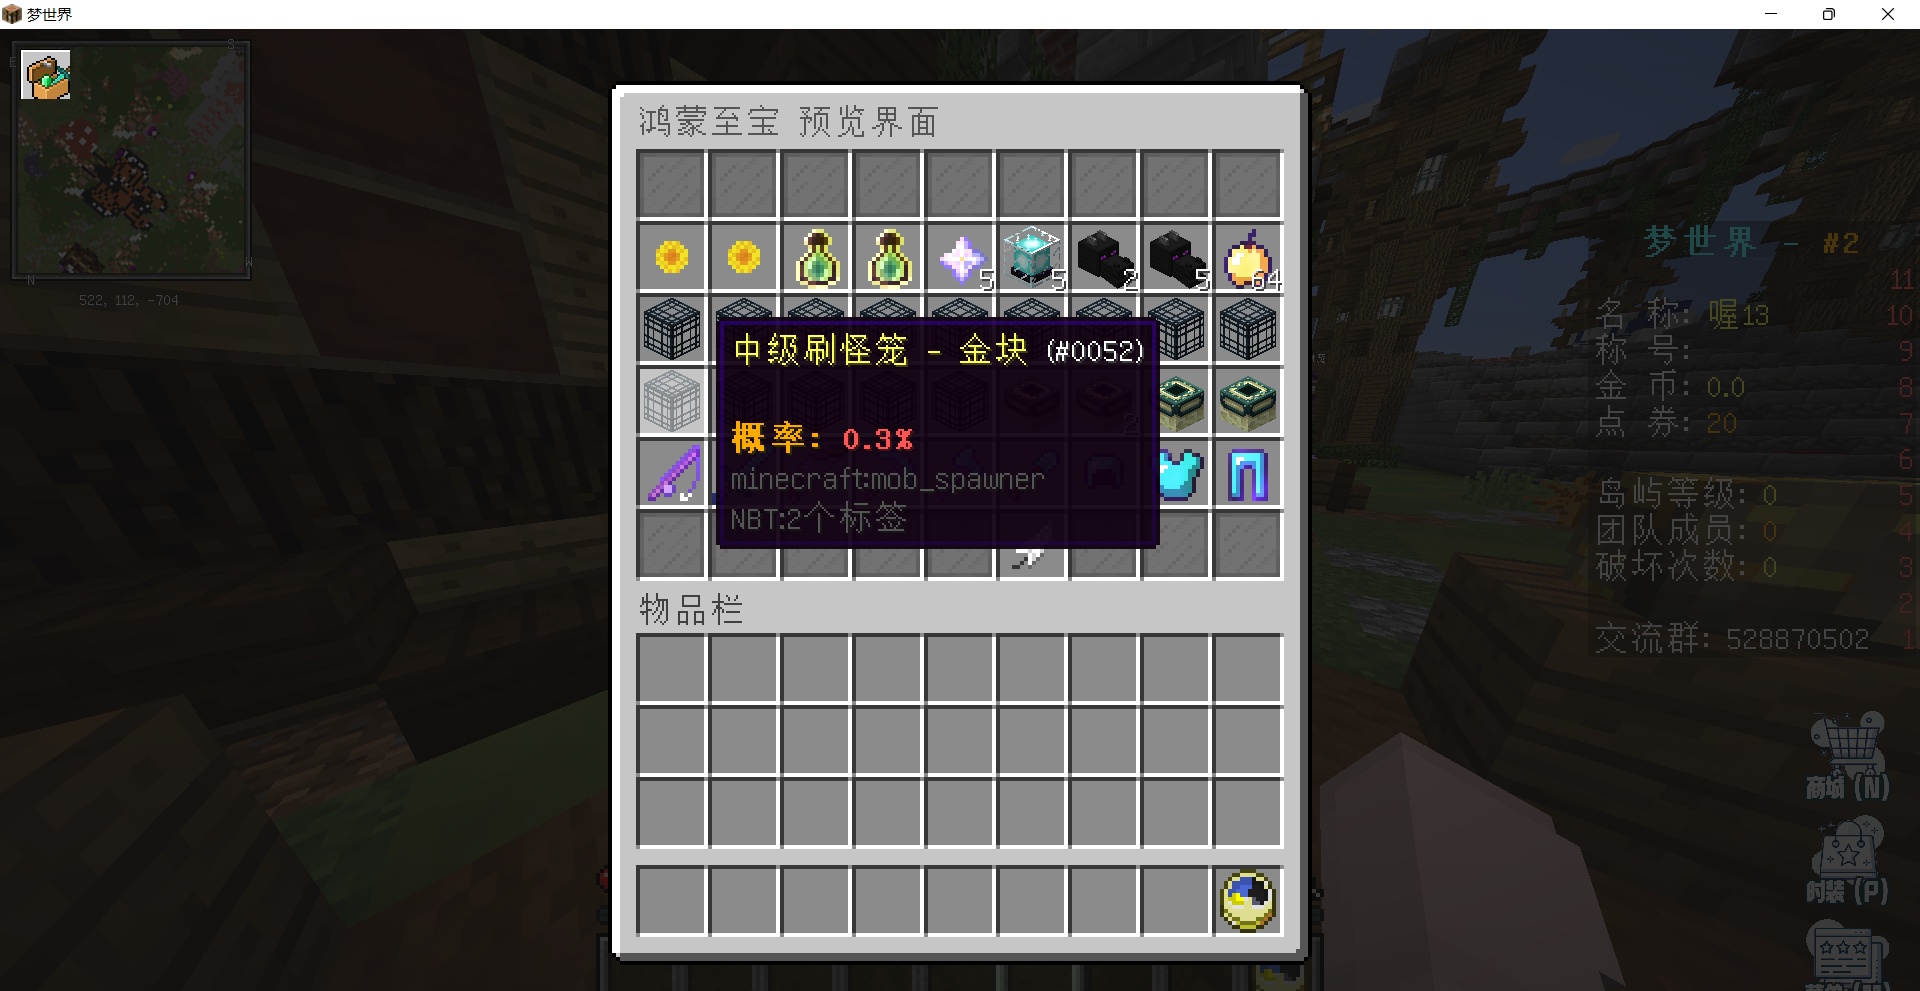 梦世界
S
E
N
W
522, 112, -704
鸿蒙至宝 预览界面
5
5
2
5
64
中级刷怪笼 - 金块 (#0052)
概率: 0.3%
minecraft:mob_spawner
NBT:2个标签
2
物品栏
梦世界 - #2
11
名 称: 喔13 10
称 号: 9
金 币: 0.0 8
点 券: 20 7
6
岛屿等级: 0 5
团队成员: 0 4
破坏次数: 0 3
2
交流群: 528870502 1
商城 (N)
时装 (P)